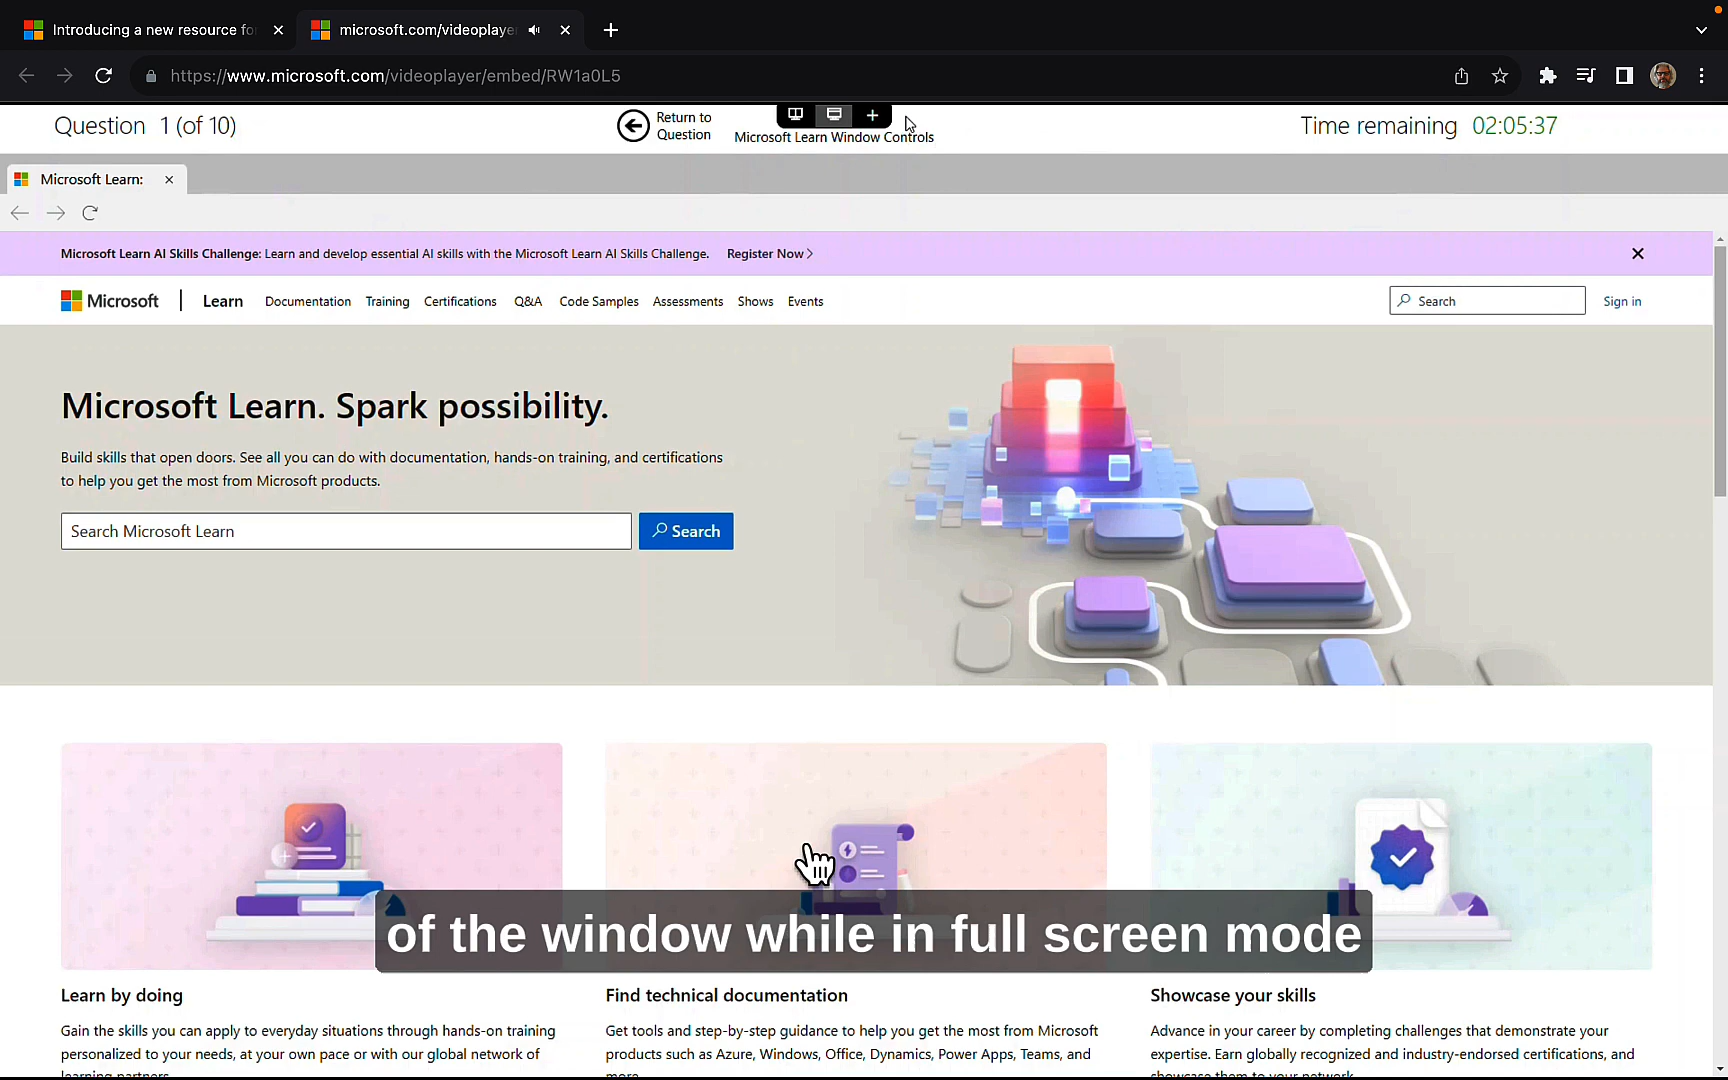 Introducing a new resource fo
microsoft.com/videoplaye
https://www.microsoft.com/videoplayer/embed/RW1a0L5
Question 1 (of 10)
Return to
Question
Microsoft Learn Window Controls
Time remaining 02:05:37
Microsoft Learn:
Microsoft Learn AI Skills Challenge: Learn and develop essential AI skills with the Microsoft Learn AI Skills Challenge. Register Now
Microsoft Learn Documentation Training Certifications Q&A Code Samples Assessments Shows Events Search Sign in
Microsoft Learn. Spark possibility.
Build skills that open doors. See all you can do with documentation, hands-on training, and certifications
to help you get the most from Microsoft products.
Search Microsoft Learn Search
of the window while in full screen mode
Learn by doing
Gain the skills you can apply to everyday situations through hands-on training
personalized to your needs, at your own pace or with our global network of
learning partners.
Find technical documentation
Get tools and step-by-step guidance to help you get the most from Microsoft
products such as Azure, Windows, Office, Dynamics, Power Apps, Teams, and
more.
Showcase your skills
Advance in your career by completing challenges that demonstrate your
expertise. Earn globally recognized and industry-endorsed certifications, and
showcase them to your network.